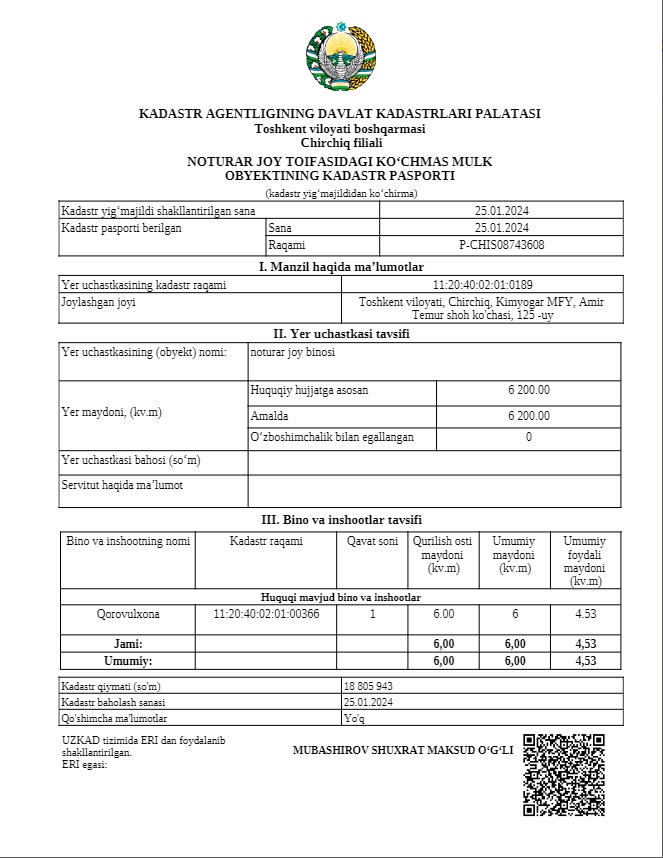 KADASTR AGENTLIGINING DAVLAT KADASTRLARI PALATASI
Toshkent viloyati boshqarmasi
Chirchiq filiali
NOTURAR JOY TOIFASIDAGI KO‘CHMAS MULK
OBYEKTINING KADASTR PASPORTI
(kadastr yig‘majildidan ko‘chirma)
Kadastr yig‘majildi shakllantirilgan sana 25.01.2024
Kadastr pasporti berilgan Sana 25.01.2024
Raqami P-CHIS08743608
I. Manzil haqida ma’lumotlar
Yer uchastkasining kadastr raqami 11:20:40:02:01:0189
Joylashgan joyi Toshkent viloyati, Chirchiq, Kimyogar MFY, Amir
Temur shoh ko'chasi, 125 -uy
II. Yer uchastkasi tavsifi
Yer uchastkasining (obyekt) nomi: noturar joy binosi
Yer maydoni, (kv.m) Huquqiy hujjatga asosan 6 200.00
Amalda 6 200.00
O‘zboshimchalik bilan egallangan 0
Yer uchastkasi bahosi (so‘m)
Servitut haqida ma’lumot
III. Bino va inshootlar tavsifi
Bino va inshootning nomi Kadastr raqami Qavat soni Qurilish osti Umumiy Umumiy
maydoni maydoni foydali
(kv.m) (kv.m) maydoni
(kv.m)
Huquqi mavjud bino va inshootlar
Qorovulxona 11:20:40:02:01:00366 1 6.00 6 4.53
Jami: 6,00 6,00 4,53
Umumiy: 6,00 6,00 4,53
Kadastr qiymati (so'm) 18 805 943
Kadastr baholash sanasi 25.01.2024
Qo'shimcha ma'lumotlar Yo'q
UZKAD tizimida ERI dan foydalanib
shakllantirilgan.
ERI egasi:
MUBASHIROV SHUXRAT MAKSUD O‘G‘LI